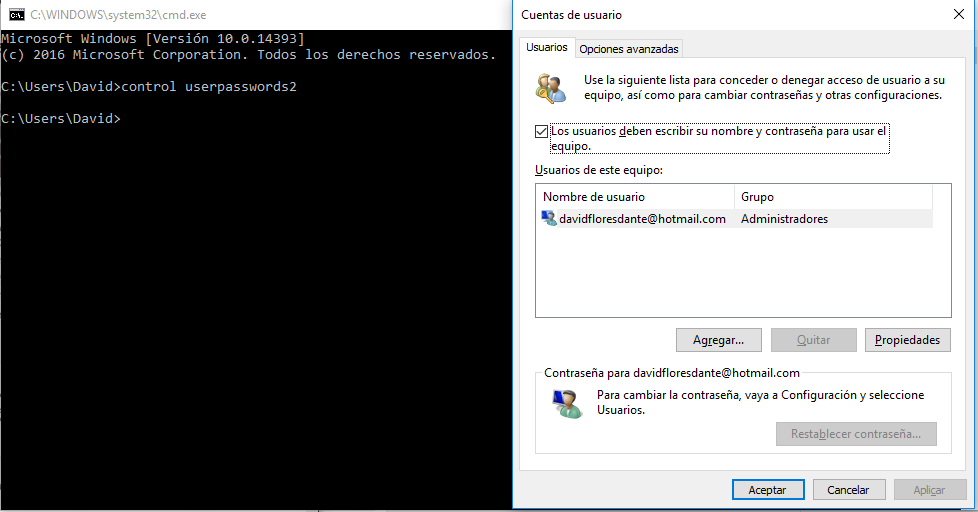 C:\WINDOWS\system32\cmd.exe
Microsoft Windows [Versión 10.0.14393]
(c) 2016 Microsoft Corporation. Todos los derechos reservados.
C:\Users\David>control userpasswords2
C:\Users\David>
Cuentas de usuario
Usuarios
Opciones avanzadas
Use la siguiente lista para conceder o denegar acceso de usuario a su
equipo, así como para cambiar contraseñas y otras configuraciones.
Los usuarios deben escribir su nombre y contraseña para usar el
equipo.
Usuarios de este equipo:
Nombre de usuario
Grupo
davidfloresdante@hotmail.com
Administradores
Agregar...
Quitar
Propiedades
Contraseña para davidfloresdante@hotmail.com
Para cambiar la contraseña, vaya a Configuración y seleccione
Usuarios.
Restablecer contraseña...
Aceptar
Cancelar
Aplicar